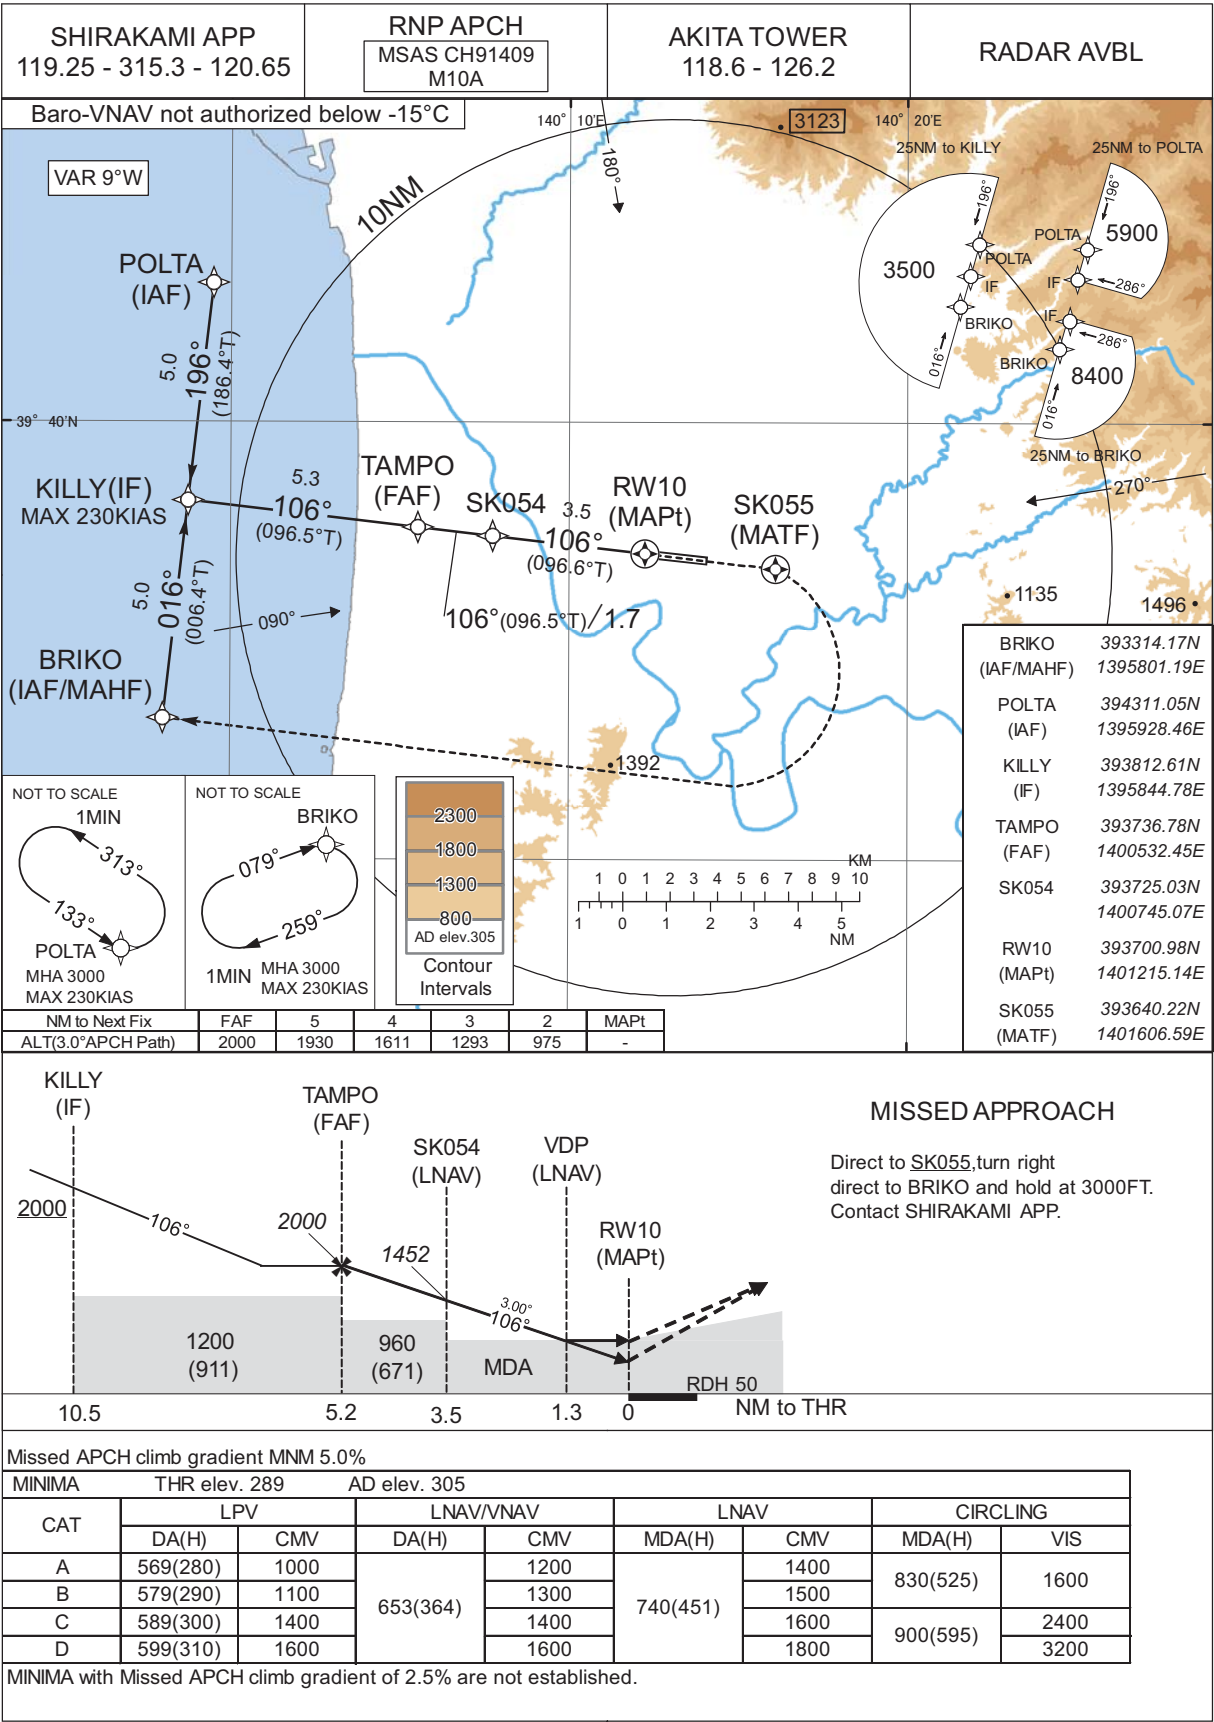 SHIRAKAMI APP
119.25 - 315.3 - 120.65
RNP APCH
MSAS CH91409
M10A
AKITA TOWER
118.6 - 126.2
RADAR AVBL
Baro-VNAV not authorized below -15°C
VAR 9°W
140° 10'E
140° 20'E
3123
180°
10NM
25NM to KILLY
196°
3500
POLTA
IF
BRIKO
016°
25NM to POLTA
196°
POLTA
5900
IF
286°
IF
286°
BRIKO
8400
016°
25NM to BRIKO
270°
POLTA
(IAF)
5.0
196°
(186.4°T)
39° 40'N
KILLY(IF)
MAX 230KIAS
5.3
106°
(096.5°T)
TAMPO
(FAF)
SK054
3.5
106°
(096.6°T)
RW10
(MAPt)
SK055
(MATF)
5.0
016°
(006.4°T)
090°
106°(096.5°T)/1.7
BRIKO
(IAF/MAHF)
1135
1496
1392
BRIKO 393314.17N
(IAF/MAHF) 1395801.19E
POLTA 394311.05N
(IAF) 1395928.46E
KILLY 393812.61N
(IF) 1395844.78E
TAMPO 393736.78N
(FAF) 1400532.45E
SK054 393725.03N
1400745.07E
RW10 393700.98N
(MAPt) 1401215.14E
SK055 393640.22N
(MATF) 1401606.59E
NOT TO SCALE
1MIN
313°
133°
POLTA
MHA 3000
MAX 230KIAS
NOT TO SCALE
BRIKO
079°
259°
1MIN
MHA 3000
MAX 230KIAS
2300
1800
1300
800
AD elev.305
Contour
Intervals
KM
1 0 1 2 3 4 5 6 7 8 9 10
1 0 1 2 3 4 5
NM
NM to Next Fix FAF 5 4 3 2 MAPt
ALT(3.0°APCH Path) 2000 1930 1611 1293 975 -
KILLY
(IF)
TAMPO
(FAF)
SK054
(LNAV)
VDP
(LNAV)
RW10
(MAPt)
2000
106°
2000
1452
3.00°
106°
1200
(911)
960
(671)
MDA
RDH 50
10.5 5.2 3.5 1.3 0 NM to THR
MISSED APPROACH
Direct to SK055,turn right
direct to BRIKO and hold at 3000FT.
Contact SHIRAKAMI APP.
Missed APCH climb gradient MNM 5.0%
MINIMA THR elev. 289 AD elev. 305
CAT LPV LNAV/VNAV LNAV CIRCLING
DA(H) CMV DA(H) CMV MDA(H) CMV MDA(H) VIS
A 569(280) 1000 653(364) 1200 740(451) 1400 830(525) 1600
B 579(290) 1100 1300 1500
C 589(300) 1400 1400 1600 900(595) 2400
D 599(310) 1600 1600 1800 3200
MINIMA with Missed APCH climb gradient of 2.5% are not established.